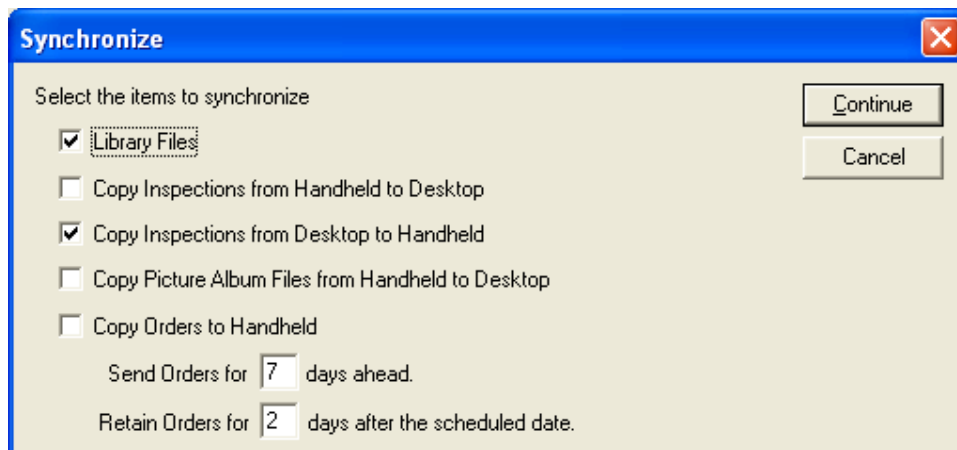 Synchronize
Select the items to synchronize
Continue
Library Files
Cancel
Copy Inspections from Handheld to Desktop
Copy Inspections from Desktop to Handheld
Copy Picture Album Files from Handheld to Desktop
Copy Orders to Handheld
Send Orders for 7 days ahead.
Retain Orders for 2 days after the scheduled date.